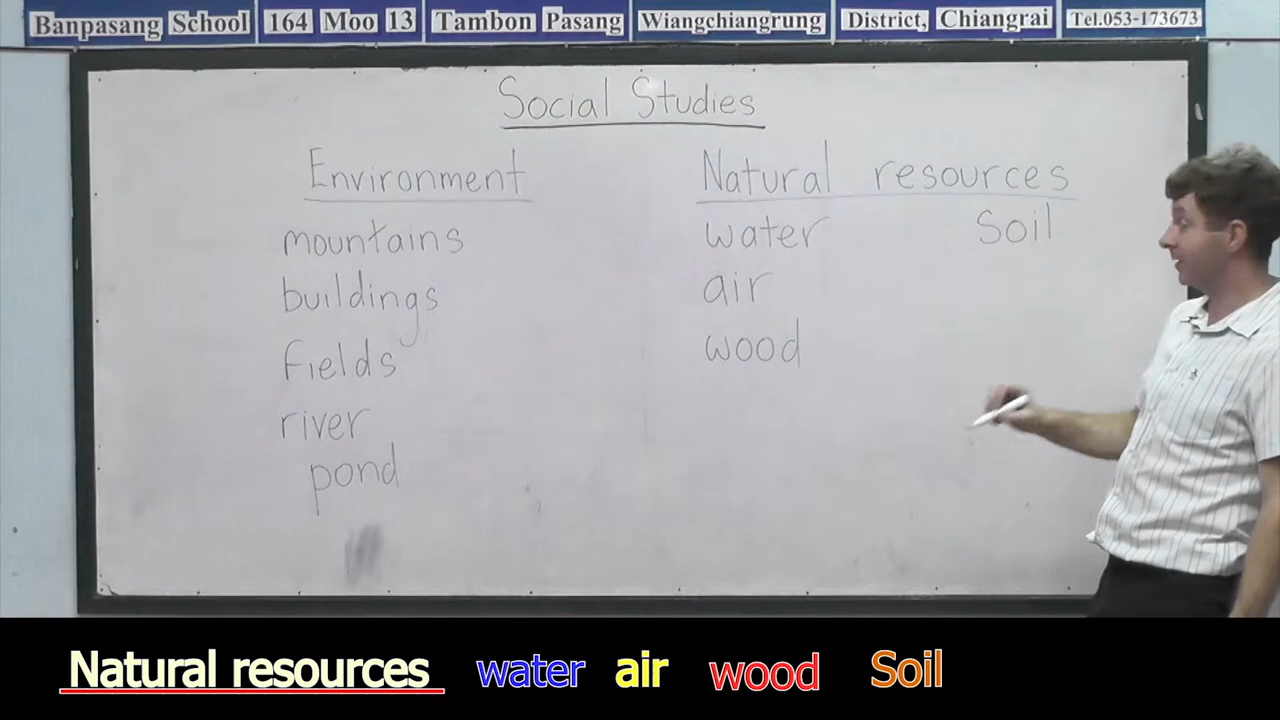 Banpasang School 164 Moo 13 Tambon Pasang Wiangchiangrung District, Chiangrai Tel.053-173673
Social Studies
Environment
mountains
buildings
fields
river
pond
Natural resources
water Soil
air
wood
Natural resources water air wood Soil